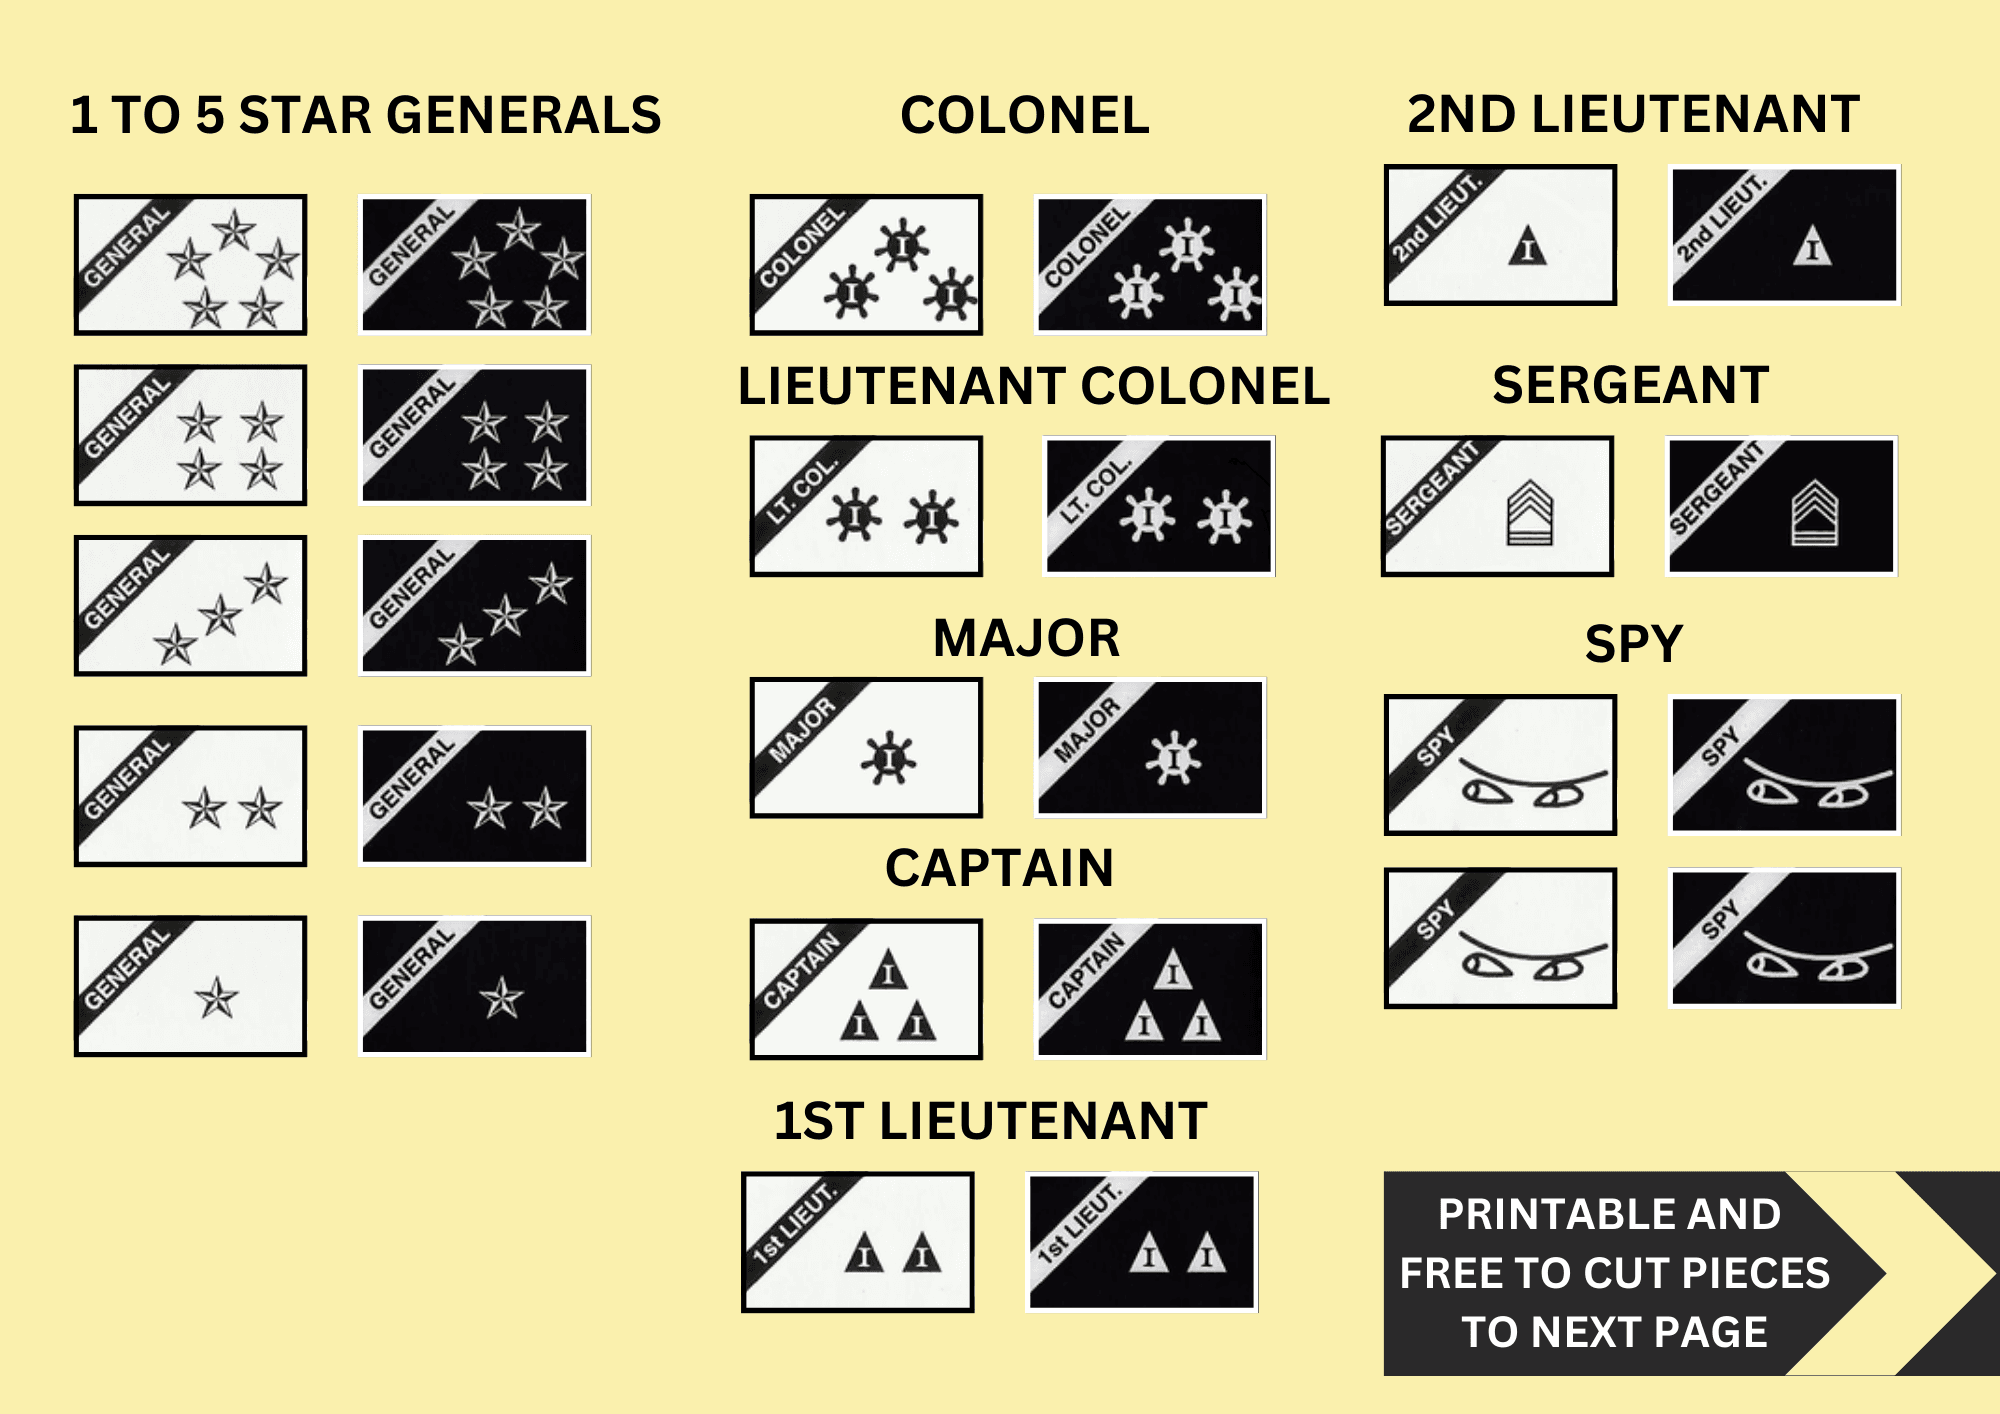 1 TO 5 STAR GENERALS
GENERAL
GENERAL
GENERAL
GENERAL
GENERAL
GENERAL
GENERAL
GENERAL
GENERAL
GENERAL
COLONEL
COLONEL
I
I
I
COLONEL
I
I
I
LIEUTENANT COLONEL
LT. COL.
I
I
LT. COL.
I
I
MAJOR
MAJOR
I
MAJOR
I
CAPTAIN
CAPTAIN
I
I
I
CAPTAIN
I
I
I
1ST LIEUTENANT
1st LIEUT.
I
I
1st LIEUT.
I
I
2ND LIEUTENANT
2nd LIEUT.
I
2nd LIEUT.
I
SERGEANT
SERGEANT
SERGEANT
SPY
SPY
SPY
SPY
SPY
PRINTABLE AND
FREE TO CUT PIECES
TO NEXT PAGE